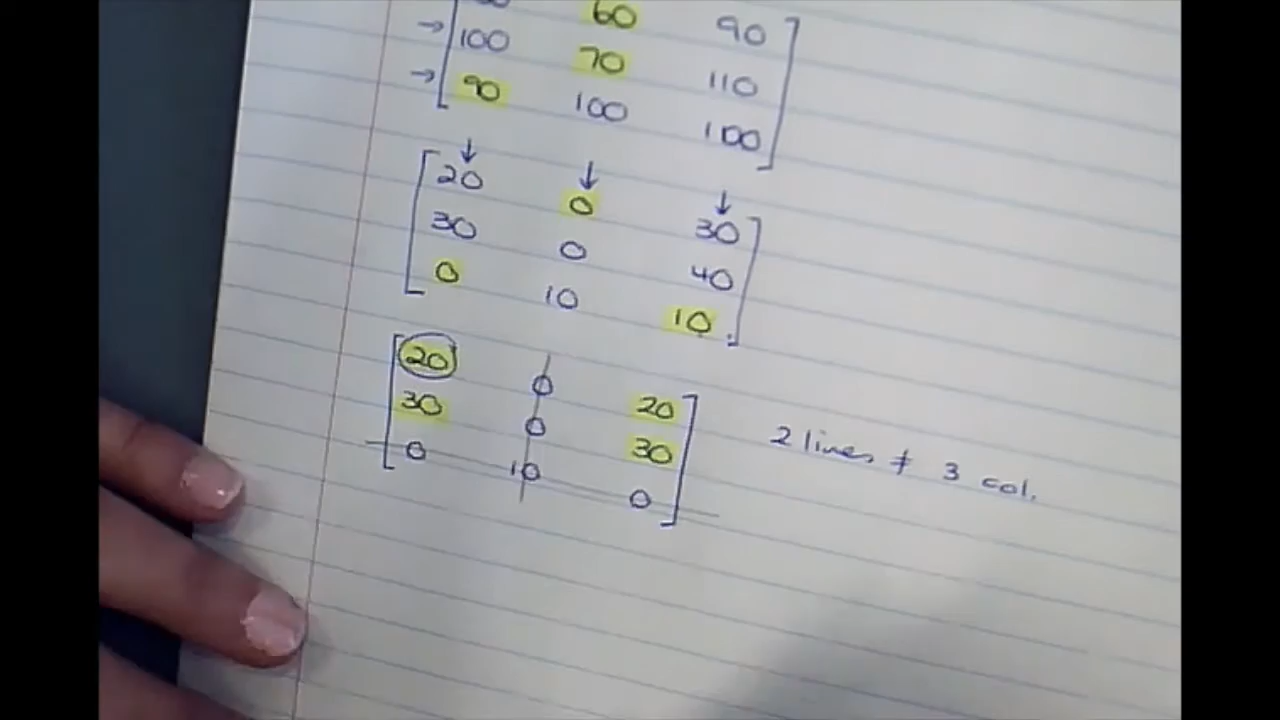 60 90
→ 100 70 110
→ 90 100 100
↓ ↓ ↓
20 0 30
30 0 40
0 10 10
20 0 20
30 0 30
0 10 0
2 lines ≠ 3 col.